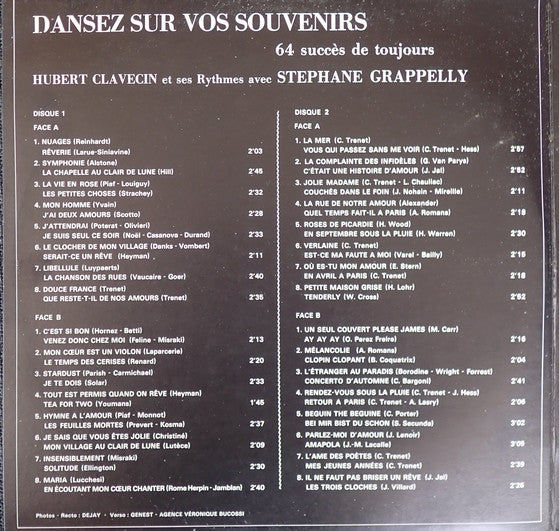 DANSEZ SUR VOS SOUVENIRS
64 succès de toujours
HUBERT CLAVECIN et ses Rythmes avec STEPHANE GRAPPELLY
DISQUE 1
FACE A
1. NUAGES (Reinhardt)
RÊVERIE (Larue-Siniavine) 2'03
2. SYMPHONIE (Alstone)
LA CHAPELLE AU CLAIR DE LUNE (Hill) 2'45
3. LA VIE EN ROSE (Piaf - Louiguy)
LES PETITES CHOSES (Strachey) 2'32
4. MON HOMME (Yvain)
J'AI DEUX AMOURS (Scotto) 2'28
5. J'ATTENDRAI (Poterat - Olivieri)
JE SUIS SEUL CE SOIR (Noël - Casanova - Durand) 2'33
6. LE CLOCHER DE MON VILLAGE (Danks - Vombert)
SERAIT-CE UN RÊVE (Heyman) 2'11
7. LIBELLULE (Luypaerts)
LA CHANSON DES RUES (Vaucaire - Goer) 2'40
8. DOUCE FRANCE (Trenet)
QUE RESTE-T-IL DE NOS AMOURS (Trenet) 2'35
FACE B
1. C'EST SI BON (Hornez - Betti)
VENEZ DONC CHEZ MOI (Feline - Misraki) 2'13
2. MON CŒUR EST UN VIOLON (Laparcerie)
LE TEMPS DES CERISES (Renard) 2'20
3. STARDUST (Parish - Carmichael)
JE TE DOIS (Solar) 2'33
4. TOUT EST PERMIS QUAND ON RÊVE (Heyman)
TEA FOR TWO (Youmans) 1'45
5. HYMNE A L'AMOUR (Piaf - Monnot)
LES FEUILLES MORTES (Prevert - Kosma) 2'37
6. JE SAIS QUE VOUS ÊTES JOLIE (Christiné)
MON VILLAGE AU CLAIR DE LUNE (Lutèce) 2'09
7. INSENSIBLEMENT (Misraki)
SOLITUDE (Ellington) 2'30
8. MARIA (Lucchesi)
EN ÉCOUTANT MON CŒUR CHANTER (Rome Herpin - Jamblan) 2'40
DISQUE 2
FACE A
1. LA MER (C. Trenet)
VOUS QUI PASSEZ SANS ME VOIR (C. Trenet - Hess) 2'57
2. LA COMPLAINTE DES INFIDÈLES (G. Van Parys)
C'ÉTAIT UNE HISTOIRE D'AMOUR (J. Jal) 2'52
3. JOLIE MADAME (C. Trenet - L. Chauliac)
COUCHÉS DANS LE FOIN (J. Nohain - Mireille) 2'11
4. LA RUE DE NOTRE AMOUR (Alexander)
QUEL TEMPS FAIT-IL A PARIS (A. Romans) 2'18
5. ROSES DE PICARDIE (H. Wood)
EN SEPTEMBRE SOUS LA PLUIE (H. Warren) 2'30
6. VERLAINE (C. Trenet)
EST-CE MA FAUTE A MOI (Varel - Bailly) 2'15
7. OÙ ES-TU MON AMOUR (E. Stern)
EN AVRIL A PARIS (C. Trenet) 2'18
8. PETITE MAISON GRISE (H. Lohr)
TENDERLY (W. Cross) 2'52
FACE B
1. UN SEUL COUVERT PLEASE JAMES (M. Carr)
AY AY AY (O. Perez Freire) 2'16
2. MÉLANCOLIE (A. Romans)
CLOPIN CLOPANT (B. Coquatrix) 2'04
3. L'ÉTRANGER AU PARADIS (Borodine - Wright - Forrest)
CONCERTO D'AUTOMNE (C. Bargoni) 2'41
4. RENDEZ-VOUS SOUS LA PLUIE (C. Trenet - J. Hess)
RETOUR A PARIS (C. Trenet - A. Lasry) 2'05
5. BEGUIN THE BEGUINE (C. Porter)
BEI MIR BIST DU SCHON (S. Secunda) 3'02
6. PARLEZ-MOI D'AMOUR (J. Lenoir)
AMAPOLA (J.-M. Lacalle) 3'09
7. L'AME DES POÈTES (C. Trenet)
MES JEUNES ANNÉES (C. Trenet) 2'39
8. IL NE FAUT PAS BRISER UN RÊVE (J. Jal)
LES TROIS CLOCHES (J. Villard) 2'25
Photos - Recto : DEJAY - Verso : GENEST - AGENCE VÉRONIQUE BUCOSSI